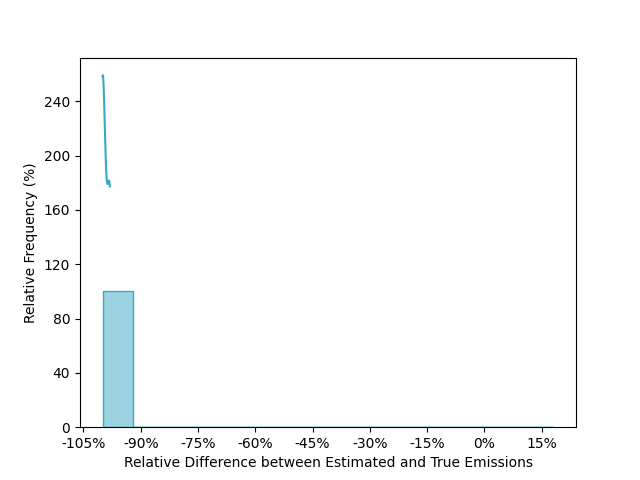 240
200
160
120
80
40
0
Relative Frequency (%)
-105% -90% -75% -60% -45% -30% -15% 0% 15%
Relative Difference between Estimated and True Emissions